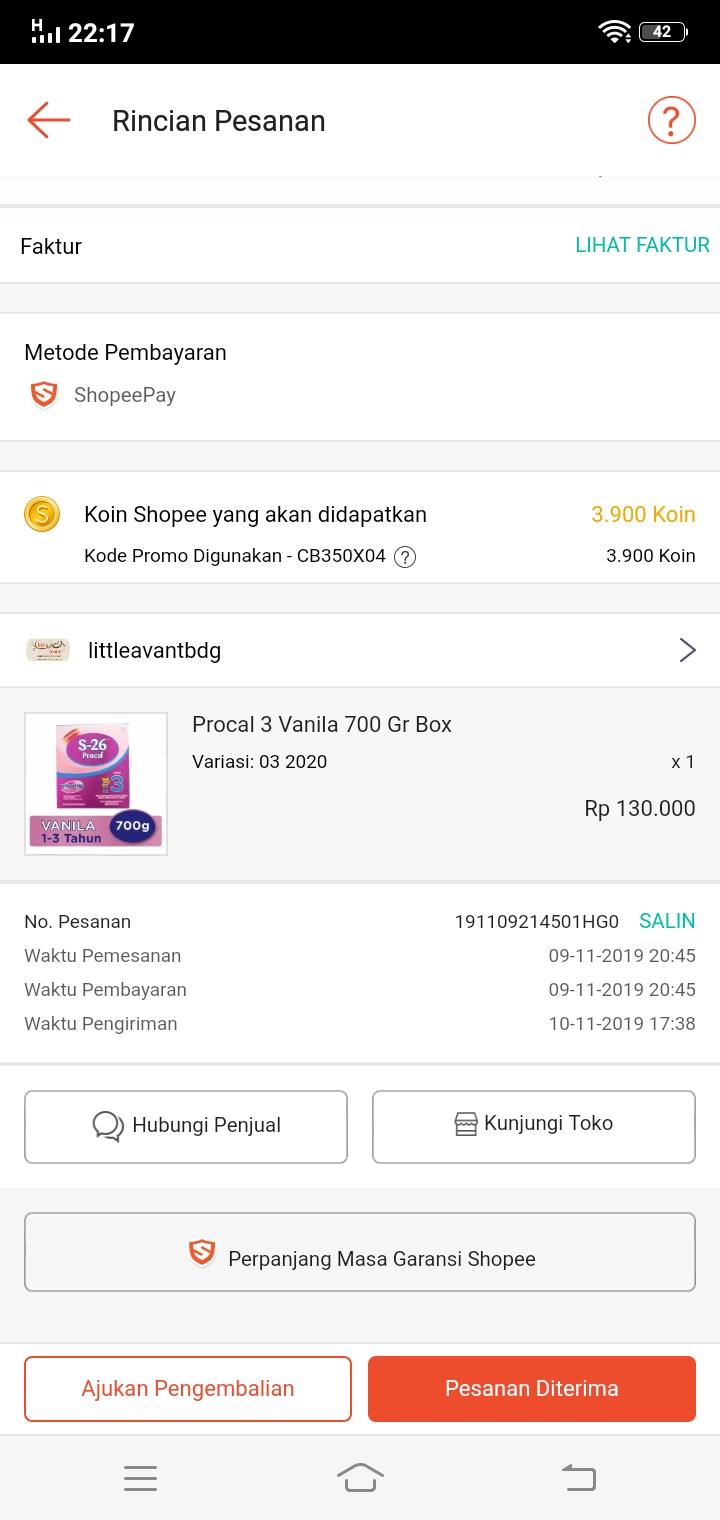 H 22:17 42
Rincian Pesanan ?
Faktur LIHAT FAKTUR
Metode Pembayaran
ShopeePay
S Koin Shopee yang akan didapatkan 3.900 Koin
Kode Promo Digunakan - CB350X04 ? 3.900 Koin
littleavantbdg
Procal 3 Vanila 700 Gr Box
Variasi: 03 2020 x 1
Rp 130.000
S-26
Procal
3
VANILA 700g
1-3 Tahun
No. Pesanan 191109214501HG0 SALIN
Waktu Pemesanan 09-11-2019 20:45
Waktu Pembayaran 09-11-2019 20:45
Waktu Pengiriman 10-11-2019 17:38
Hubungi Penjual Kunjungi Toko
Perpanjang Masa Garansi Shopee
Ajukan Pengembalian Pesanan Diterima